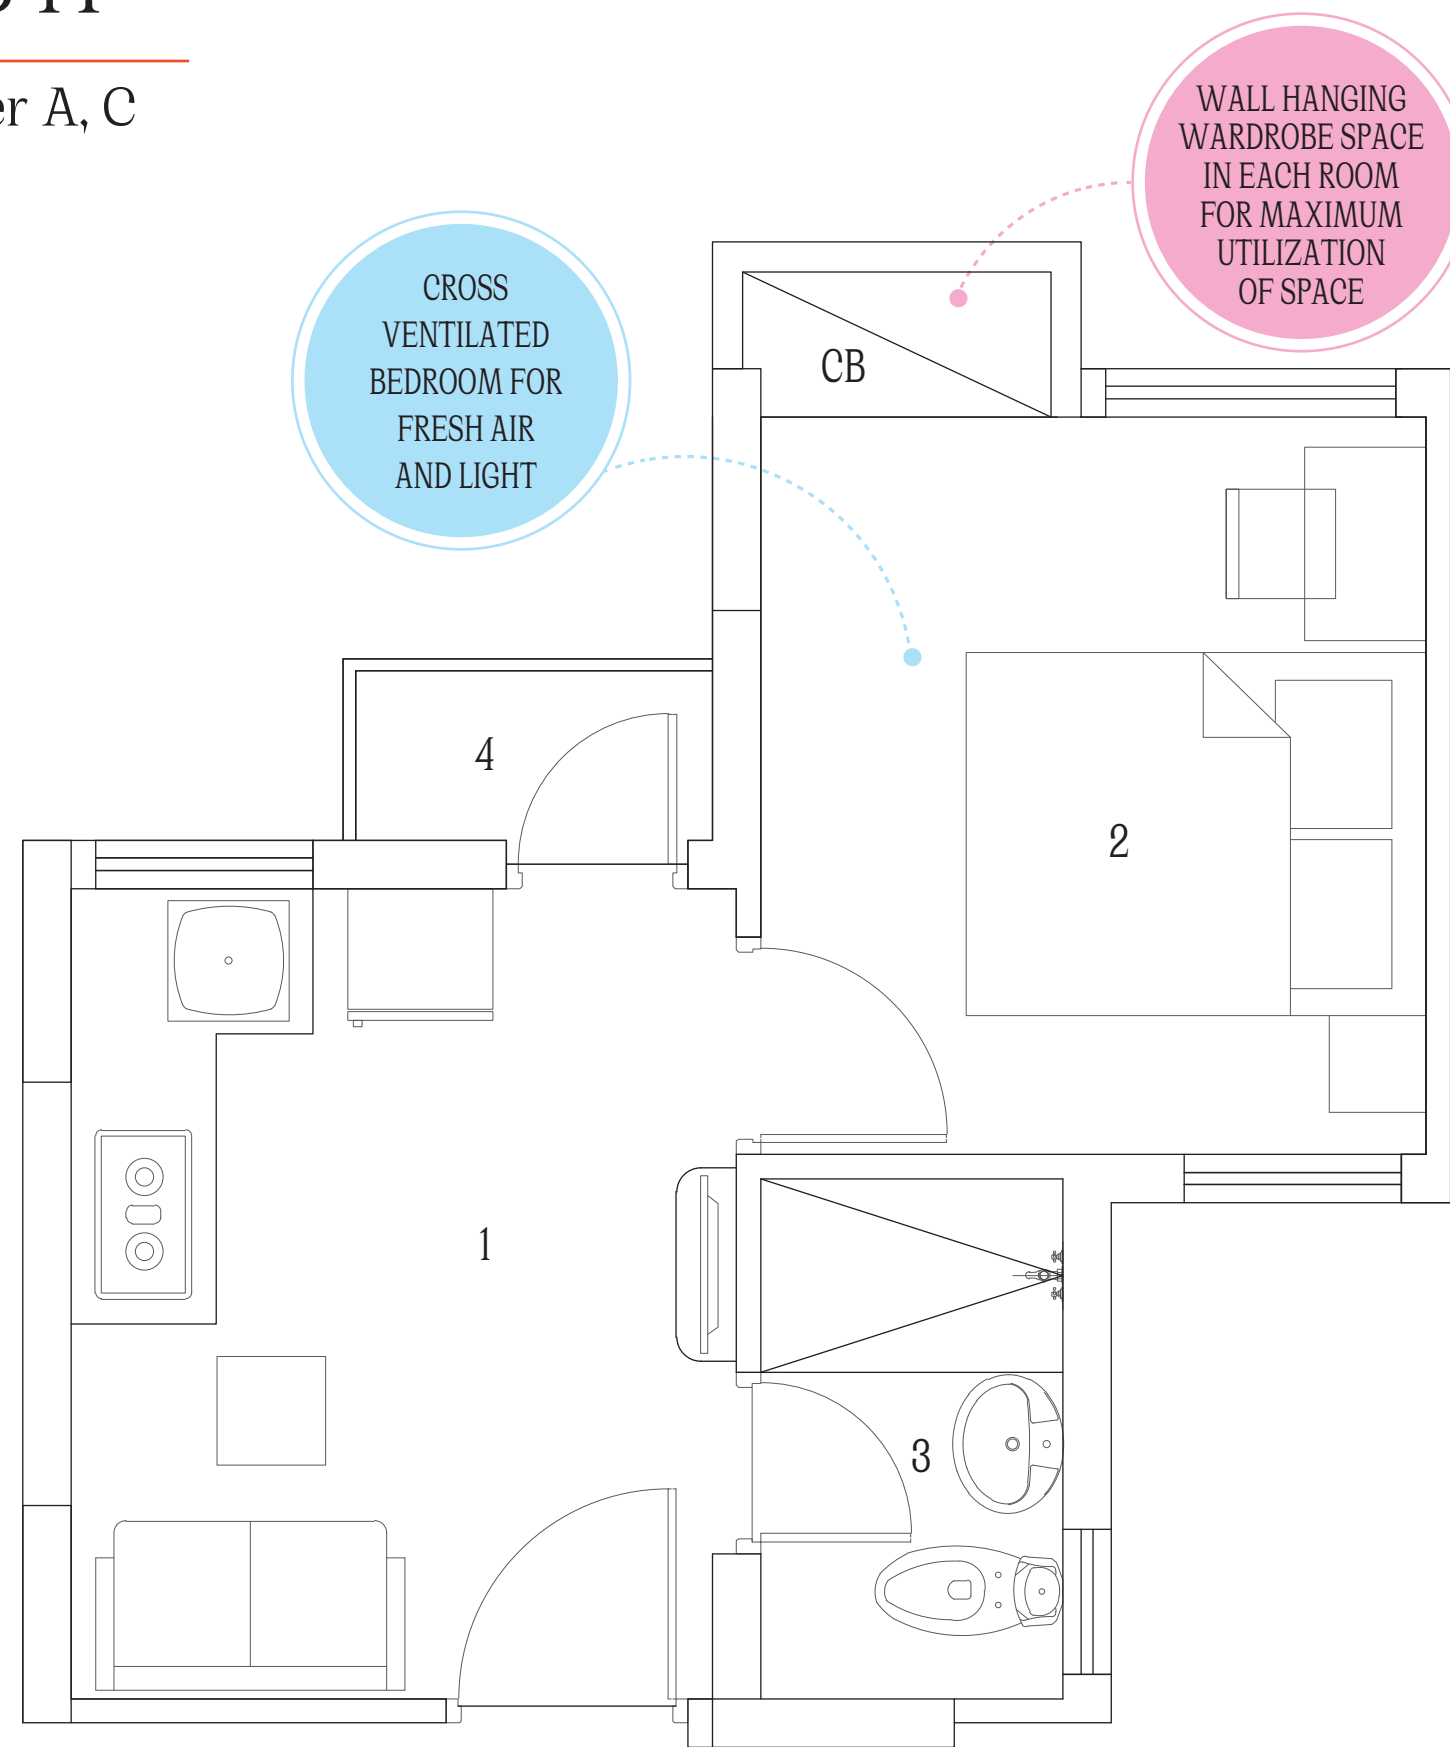 er A, C
WALL HANGING
WARDROBE SPACE
IN EACH ROOM
FOR MAXIMUM
UTILIZATION
OF SPACE
CROSS
VENTILATED
BEDROOM FOR
FRESH AIR
AND LIGHT
CB
4
2
1
3